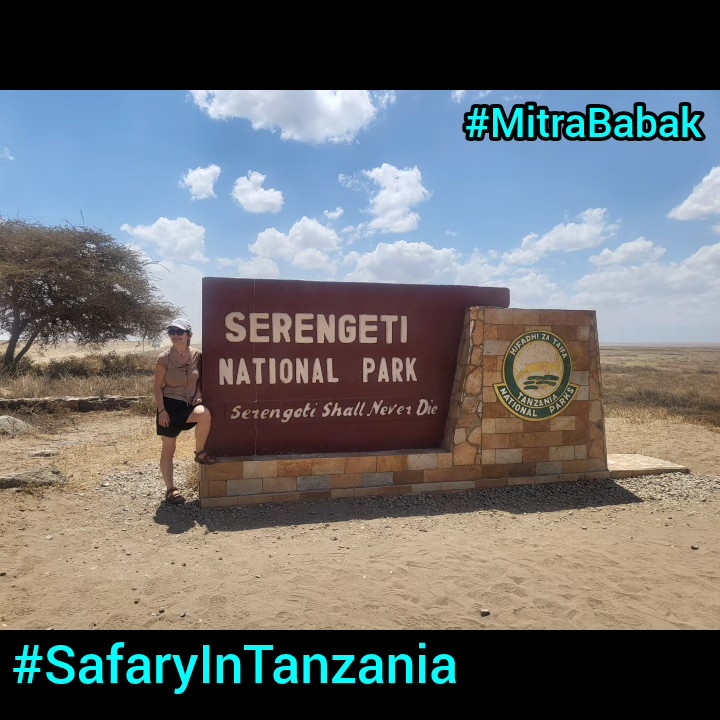 #MitraBabak
SERENGETI
NATIONAL PARK
Serengeti Shall Never Die
HIFADHI ZA TAIFA
TANZANIA
NATIONAL PARKS
#SafaryInTanzania